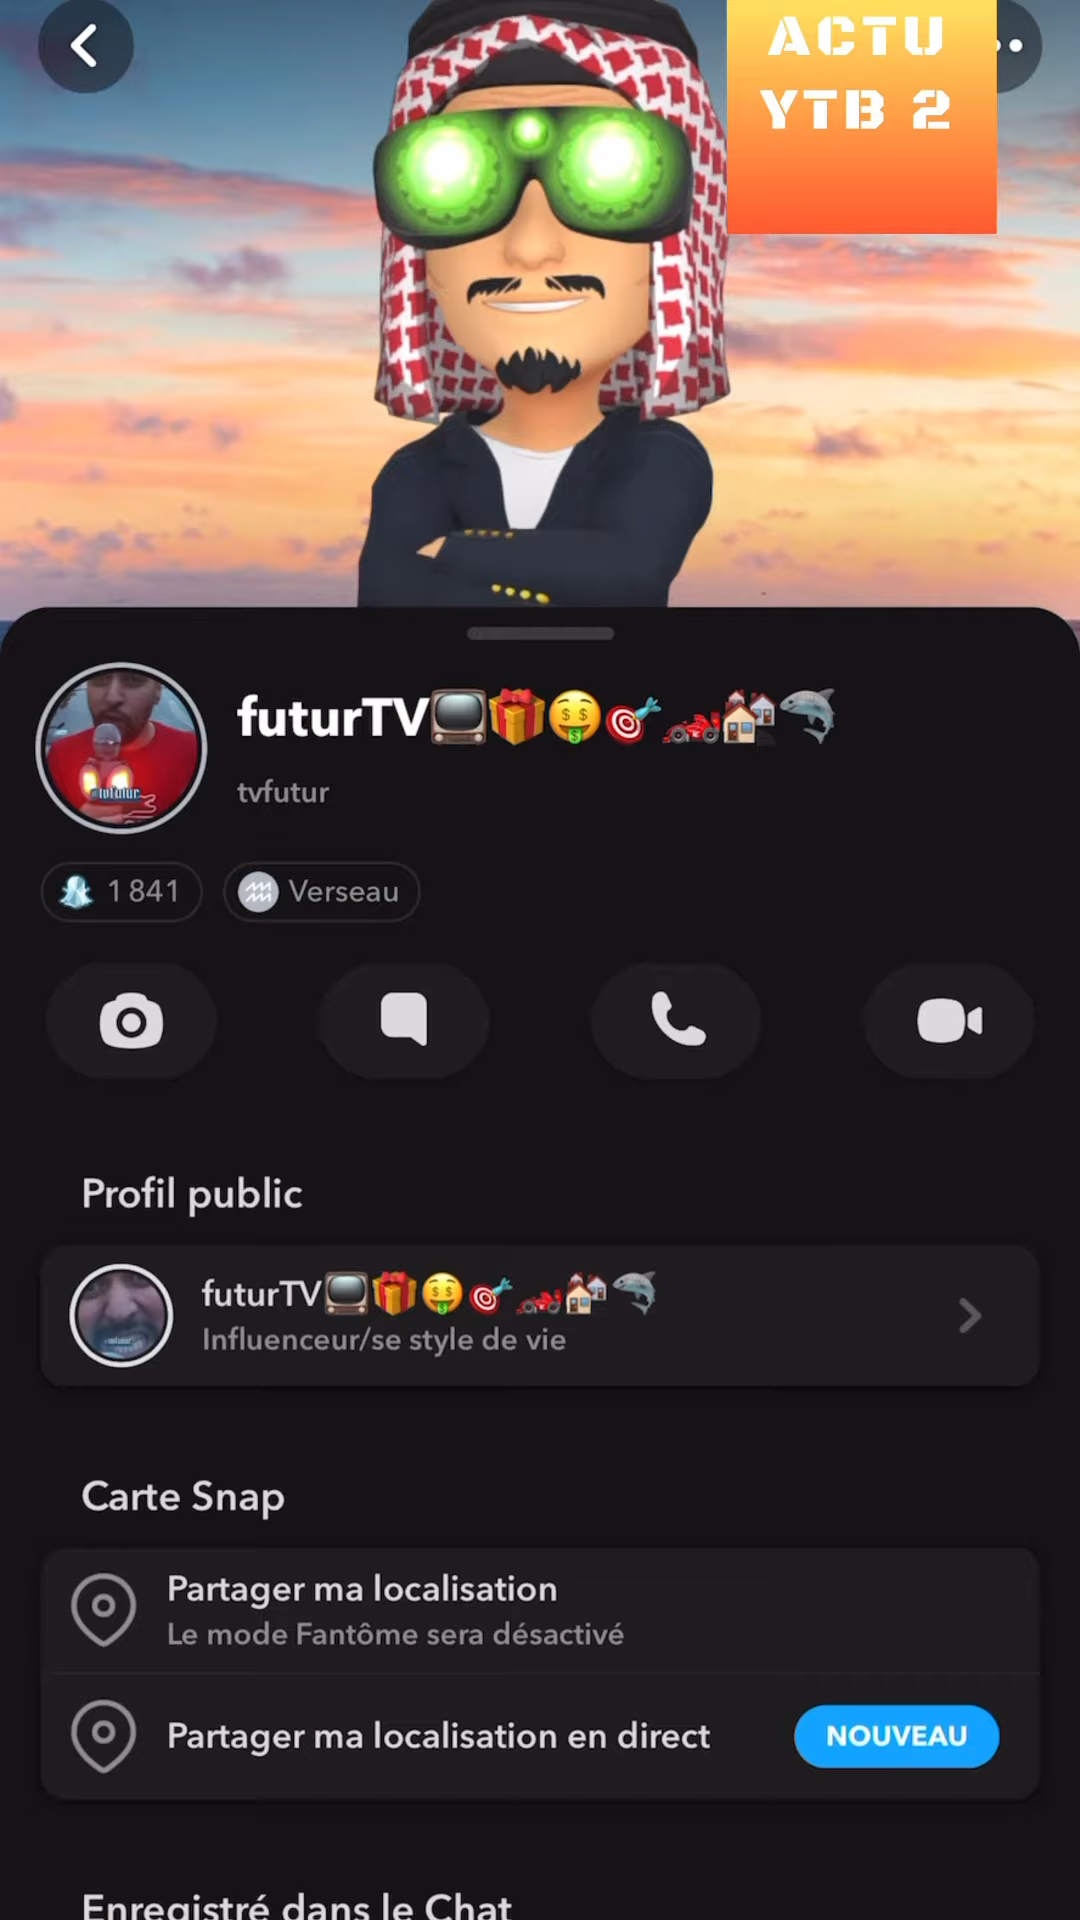 ACTU
YTB 2
futurTV📺🎁🤑🎯🏎️🏘️🦈
tvfutur
1 841
Verseau
Profil public
futurTV📺🎁🤑🎯🏎️🏘️🦈
Influenceur/se style de vie
Carte Snap
Partager ma localisation
Le mode Fantôme sera désactivé
Partager ma localisation en direct
NOUVEAU
Enregistré dans le Chat